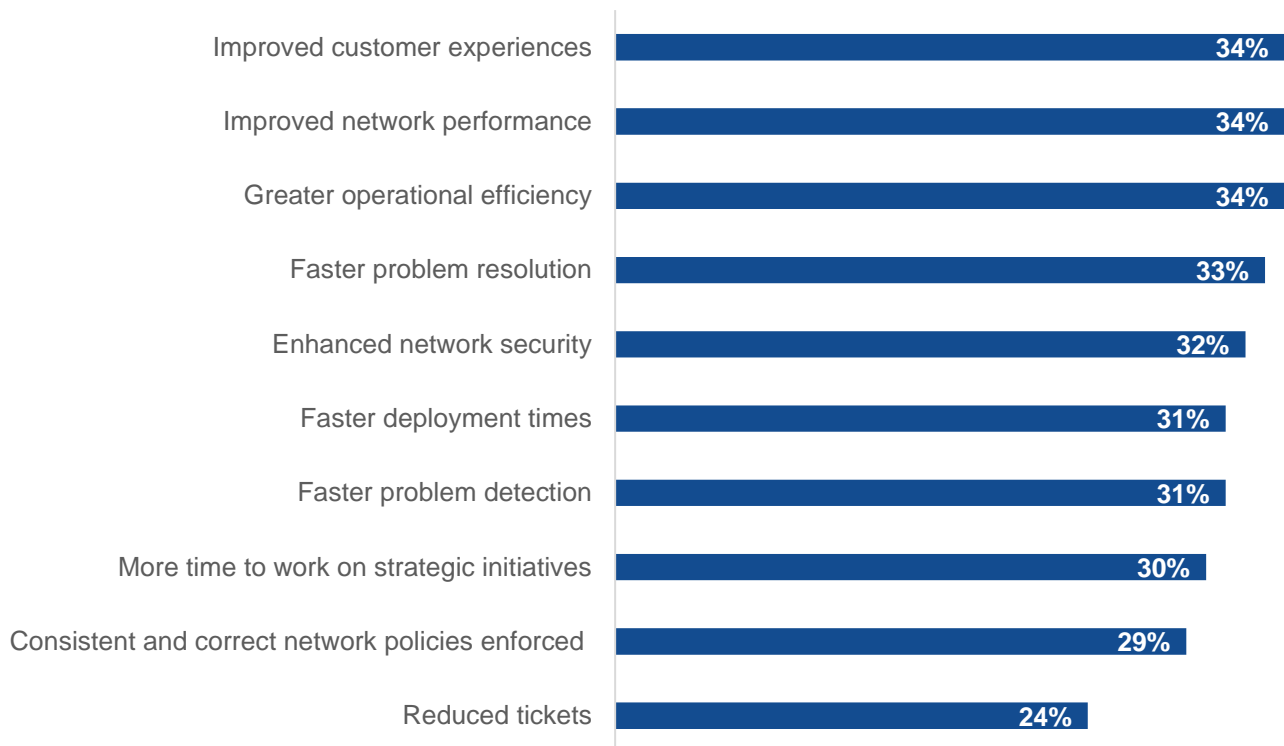 Improved customer experiences 34%
Improved network performance 34%
Greater operational efficiency 34%
Faster problem resolution 33%
Enhanced network security 32%
Faster deployment times 31%
Faster problem detection 31%
More time to work on strategic initiatives 30%
Consistent and correct network policies enforced 29%
Reduced tickets 24%